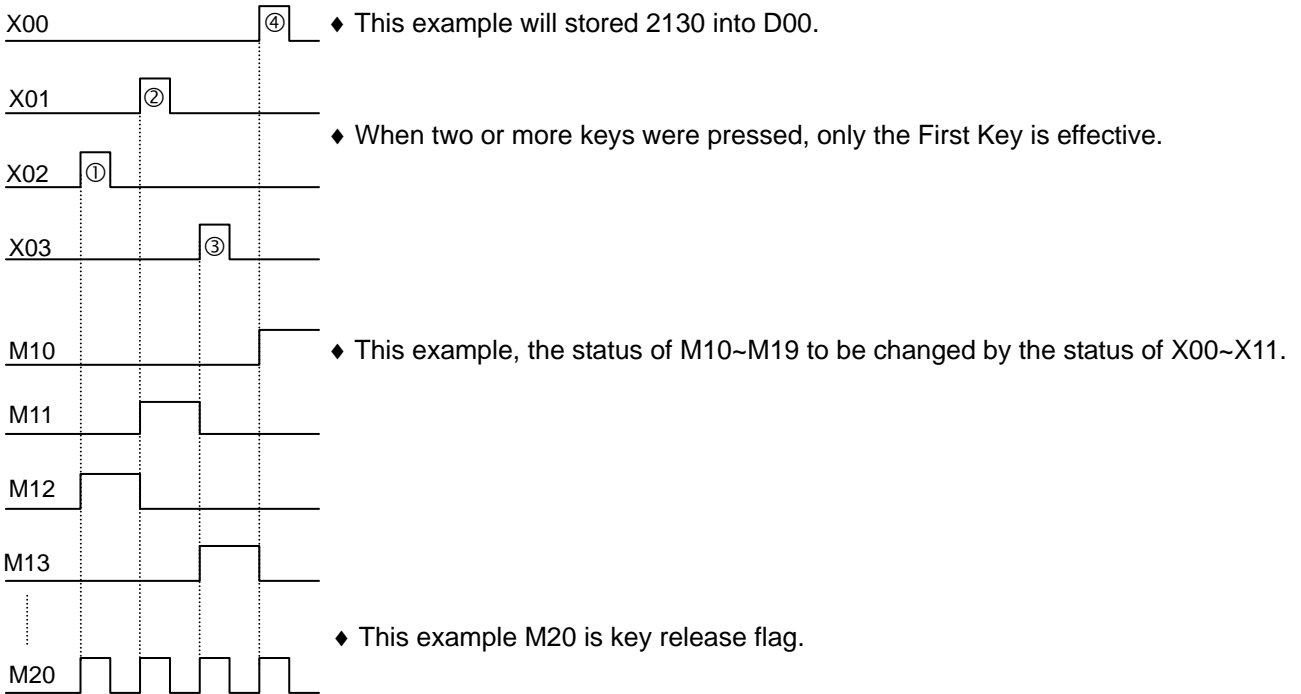 X00 ④ ♦ This example will stored 2130 into D00.
X01 ②
♦ When two or more keys were pressed, only the First Key is effective.
X02 ①
X03 ③
M10 ♦ This example, the status of M10~M19 to be changed by the status of X00~X11.
M11
M12
M13
♦ This example M20 is key release flag.
M20